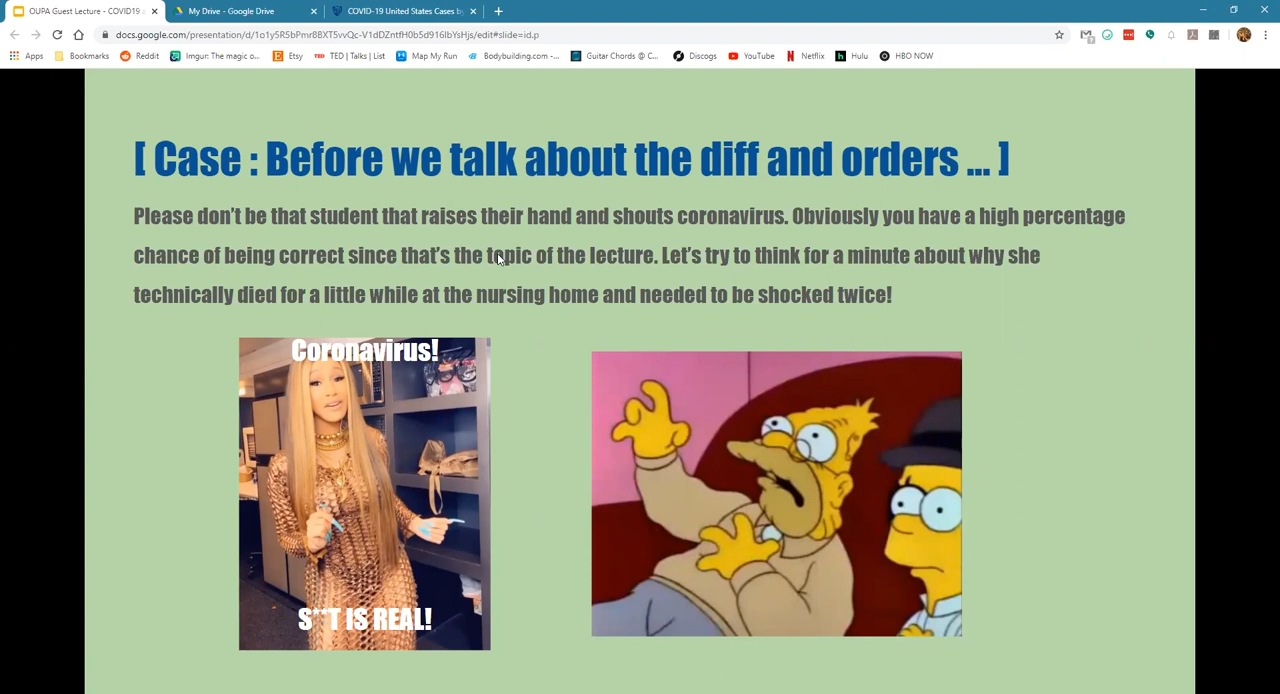 OUPA Guest Lecture - COVID19
My Drive - Google Drive
COVID-19 United States Cases by
docs.google.com/presentation/d/1o1y5R5bPmr8BXT5vvQc-V1dDZntfH0b5d916IbYsHjs/edit#slide=id.p
Apps
Bookmarks
Reddit
Imgur: The magic o...
Etsy
TED | Talks | List
Map My Run
Bodybuilding.com -...
Guitar Chords @ C...
Discogs
YouTube
Netflix
Hulu
HBO NOW
[ Case : Before we talk about the diff and orders ... ]
Please don't be that student that raises their hand and shouts coronavirus. Obviously you have a high percentage
chance of being correct since that's the topic of the lecture. Let's try to think for a minute about why she
technically died for a little while at the nursing home and needed to be shocked twice!
Coronavirus!
S**T IS REAL!